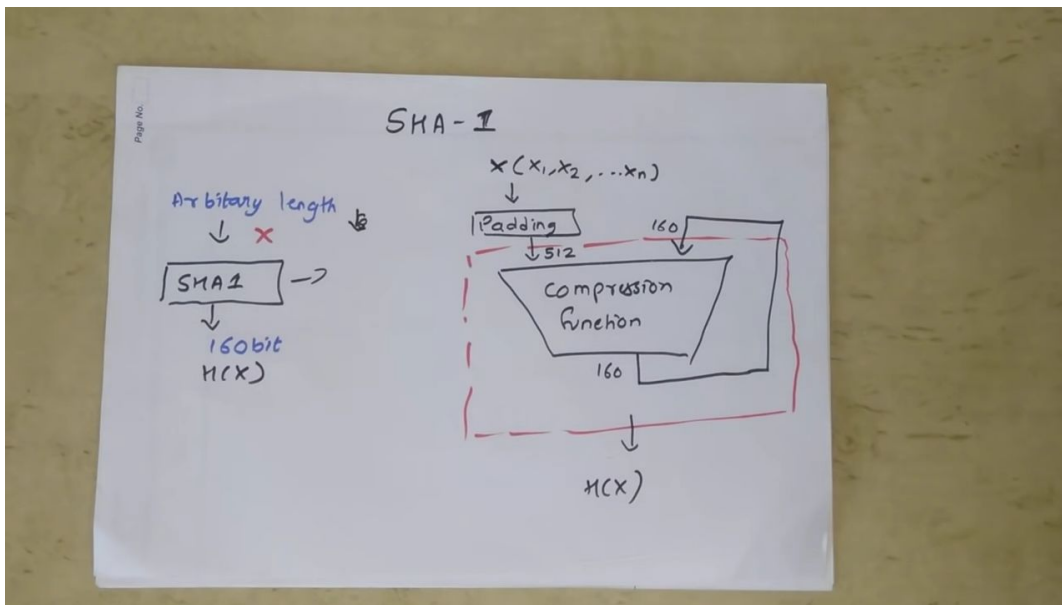 Page No.
SHA-1
Arbitary length
x
SHA1
160bit
H(X)
x(x1,x2,...xn)
Padding
512
160
compression
function
160
H(X)